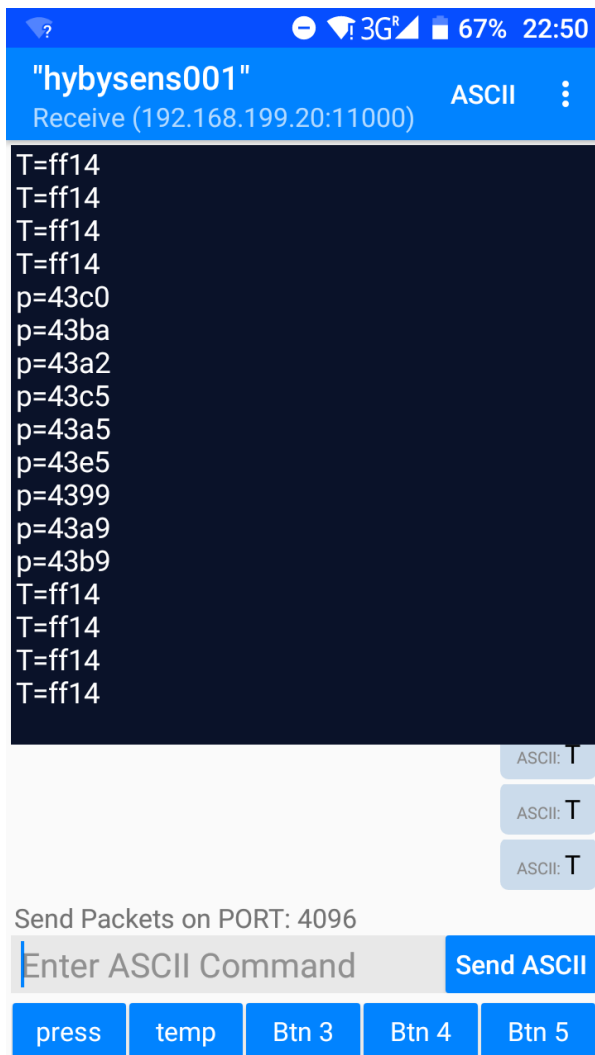 ? 3G R 67% 22:50
"hybysens001"
ASCII
Receive (192.168.199.20:11000)
T=ff14
T=ff14
T=ff14
T=ff14
p=43c0
p=43ba
p=43a2
p=43c5
p=43a5
p=43e5
p=4399
p=43a9
p=43b9
T=ff14
T=ff14
T=ff14
T=ff14
ASCII: T
ASCII: T
ASCII: T
Send Packets on PORT: 4096
Enter ASCII Command
Send ASCII
press temp Btn 3 Btn 4 Btn 5